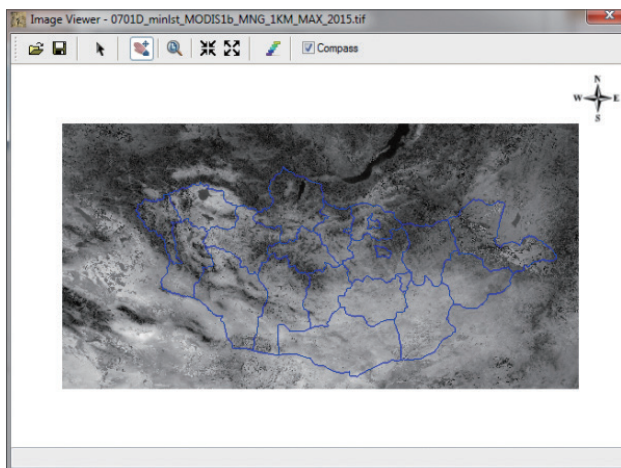 Image Viewer - 0701D_minlst_MODIS1b_MNG_1KM_MAX_2015.tif
Compass
N
W E
S